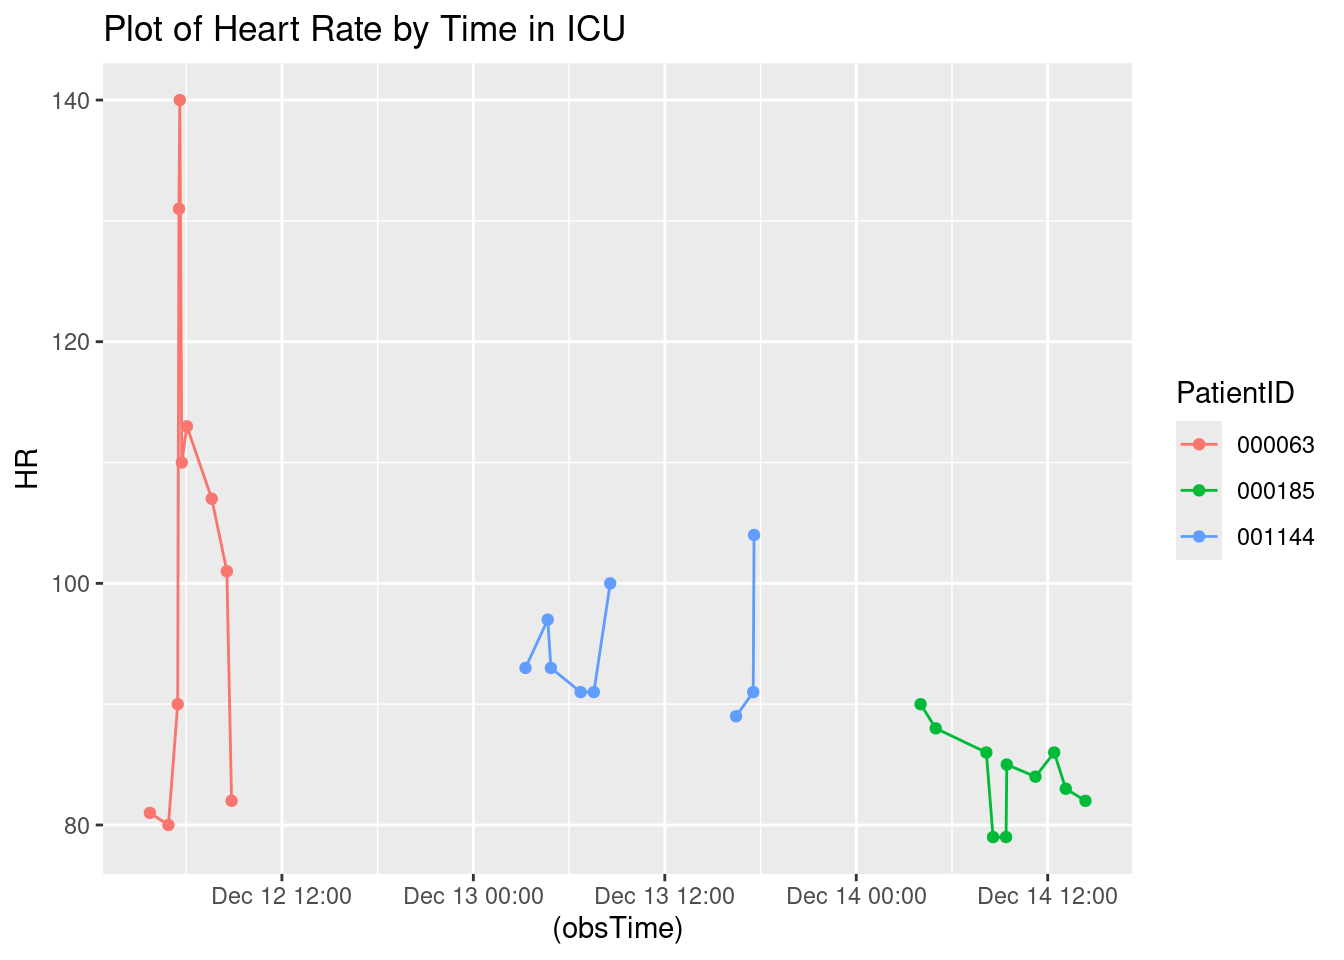 Plot of Heart Rate by Time in ICU
140
120
100
80
HR
Dec 12 12:00
Dec 13 00:00
Dec 13 12:00
Dec 14 00:00
Dec 14 12:00
(obsTime)
PatientID
000063
000185
001144